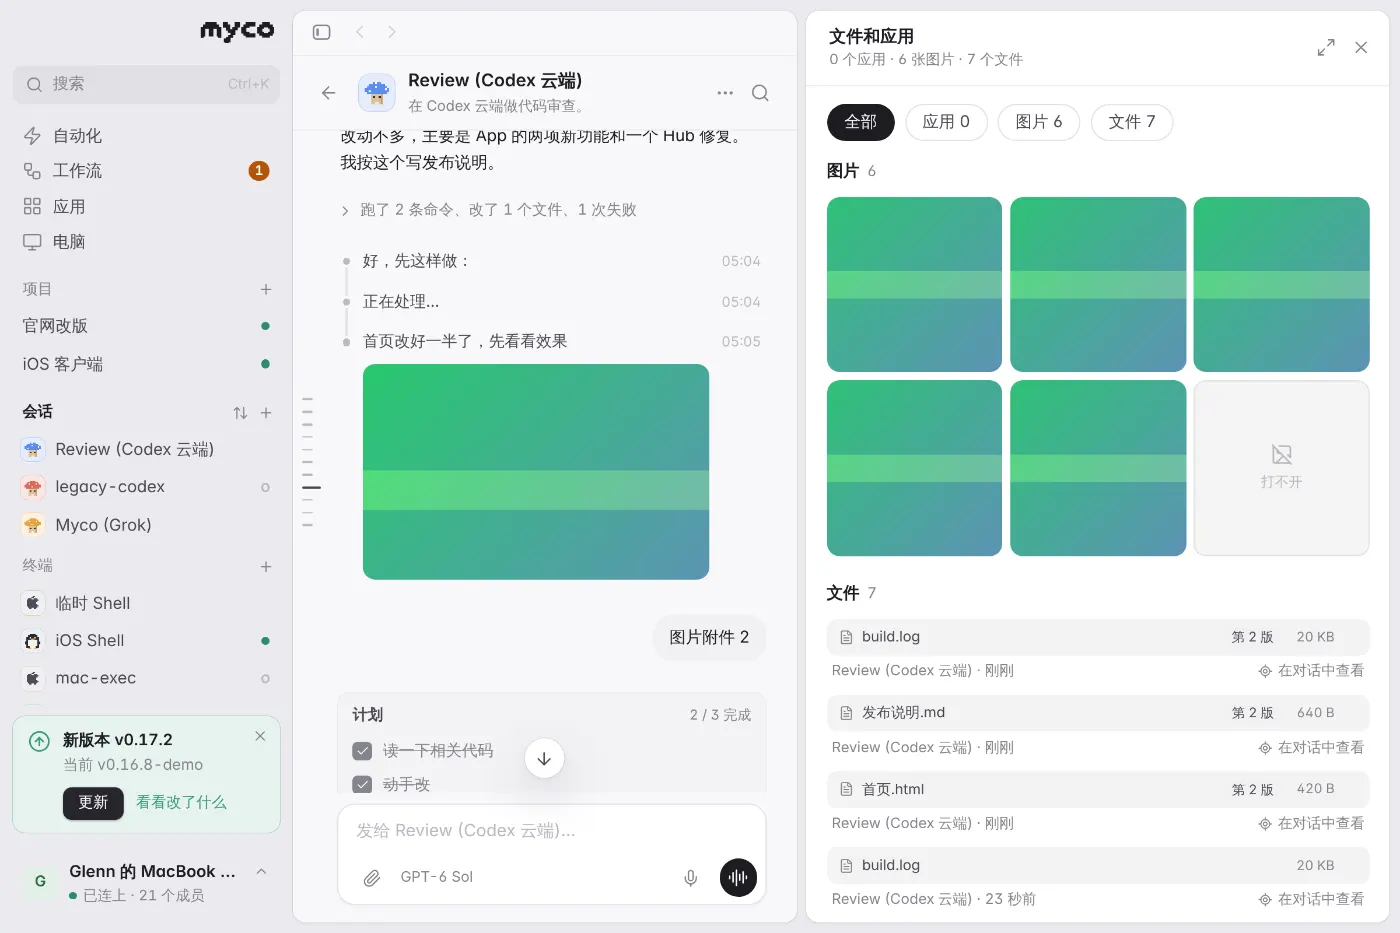 myco
搜索 Ctrl+K
自动化
工作流 1
应用
电脑
项目
官网改版
iOS 客户端
会话
Review (Codex 云端)
legacy-codex
Myco (Grok)
终端
临时 Shell
iOS Shell
mac-exec
新版本 v0.17.2
当前 v0.16.8-demo
更新 看看改了什么
G
Glenn 的 MacBook ...
已连上 · 21 个成员
Review (Codex 云端)
在 Codex 云端做代码审查。
改动不多，主要是 App 的两项新功能和一个 Hub 修复。
我按这个写发布说明。
跑了 2 条命令、改了 1 个文件、1 次失败
好，先这样做： 05:04
正在处理... 05:04
首页改好一半了，先看看效果 05:05
图片附件 2
计划 2 / 3 完成
读一下相关代码
动手改
发给 Review (Codex 云端)...
GPT-6 Sol
文件和应用
0 个应用 · 6 张图片 · 7 个文件
全部 应用 0 图片 6 文件 7
图片 6
打不开
文件 7
build.log 第 2 版 20 KB
Review (Codex 云端) · 刚刚 在对话中查看
发布说明.md 第 2 版 640 B
Review (Codex 云端) · 刚刚 在对话中查看
首页.html 第 2 版 420 B
Review (Codex 云端) · 刚刚 在对话中查看
build.log 20 KB
Review (Codex 云端) · 23 秒前 在对话中查看